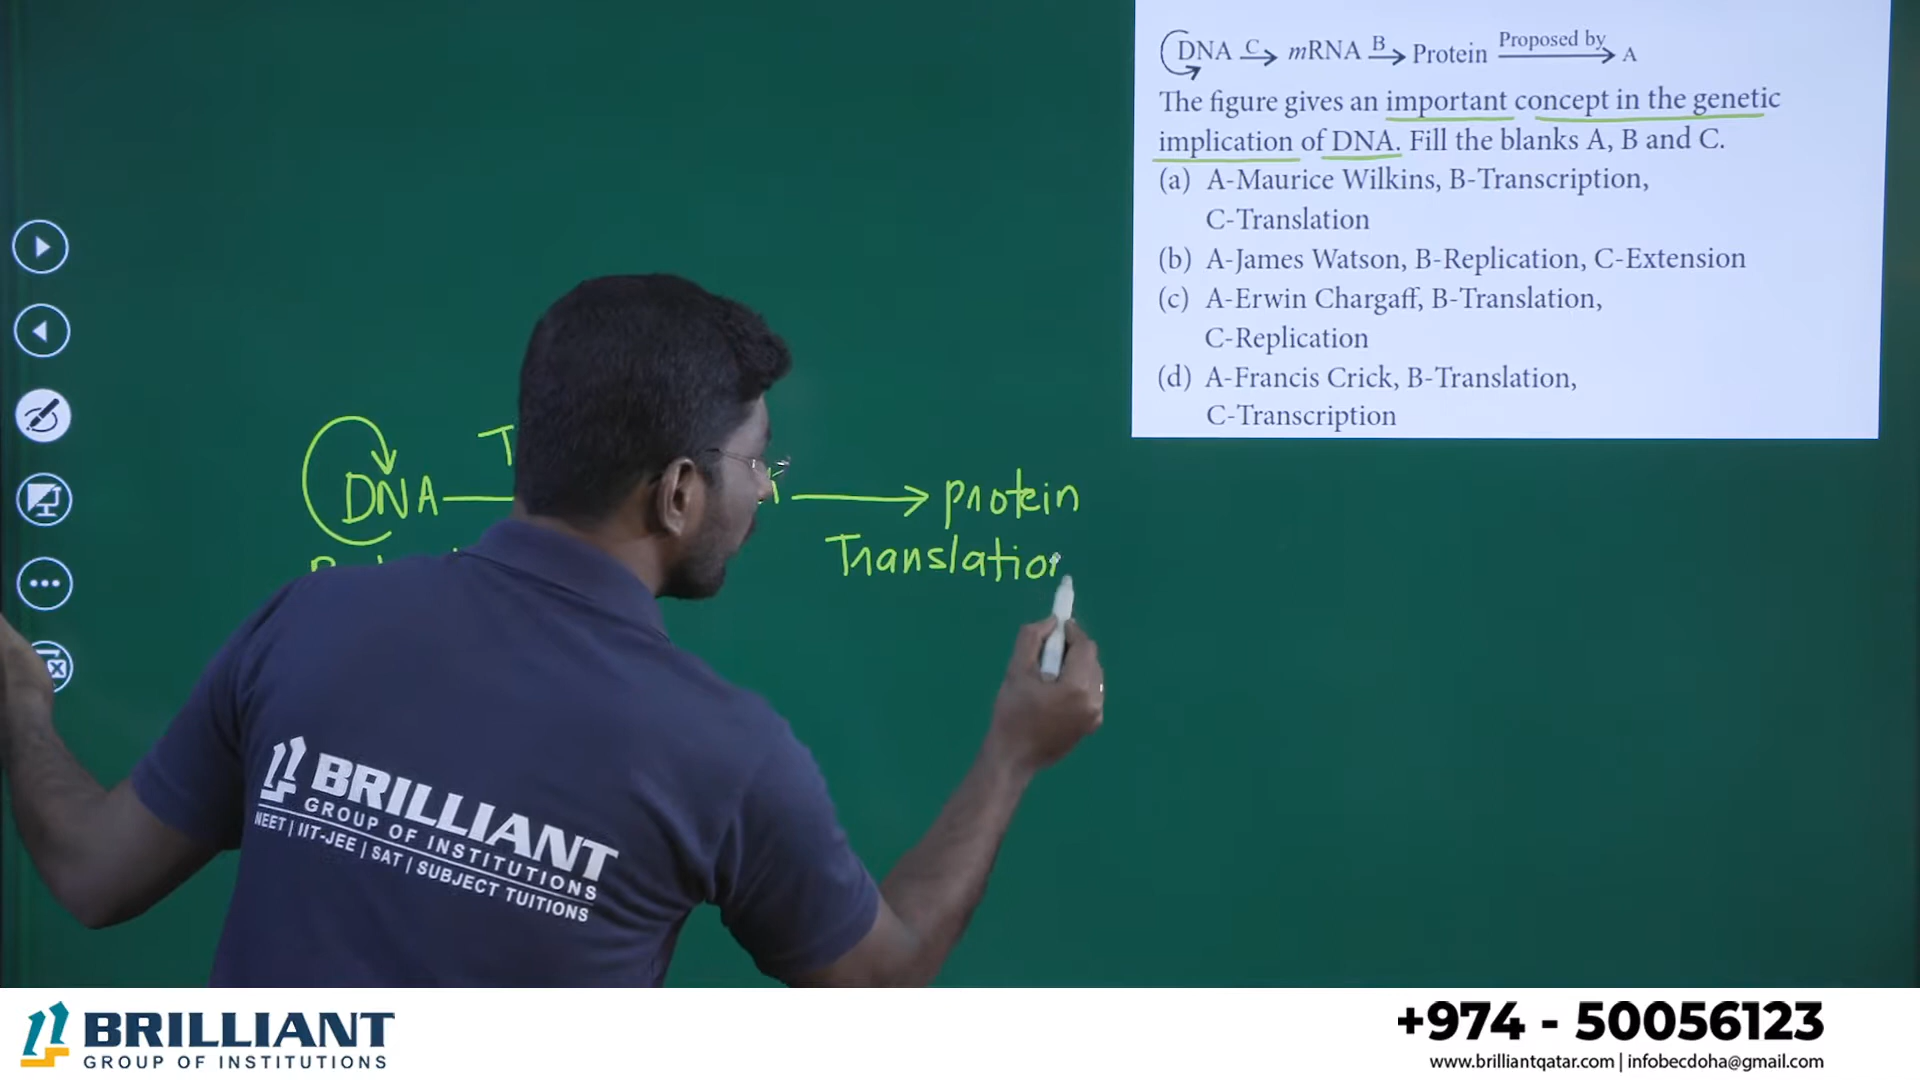 DNA C mRNA B Protein Proposed by A
The figure gives an important concept in the genetic
implication of DNA. Fill the blanks A, B and C.
(a) A-Maurice Wilkins, B-Transcription,
C-Translation
(b) A-James Watson, B-Replication, C-Extension
(c) A-Erwin Chargaff, B-Translation,
C-Replication
(d) A-Francis Crick, B-Translation,
C-Transcription
DNA
protein
Translation
BRILLIANT
GROUP OF INSTITUTIONS
NEET | IIT-JEE | SAT | SUBJECT TUITIONS
BRILLIANT
GROUP OF INSTITUTIONS
+974 - 50056123
www.brilliantqatar.com | infobecdoha@gmail.com